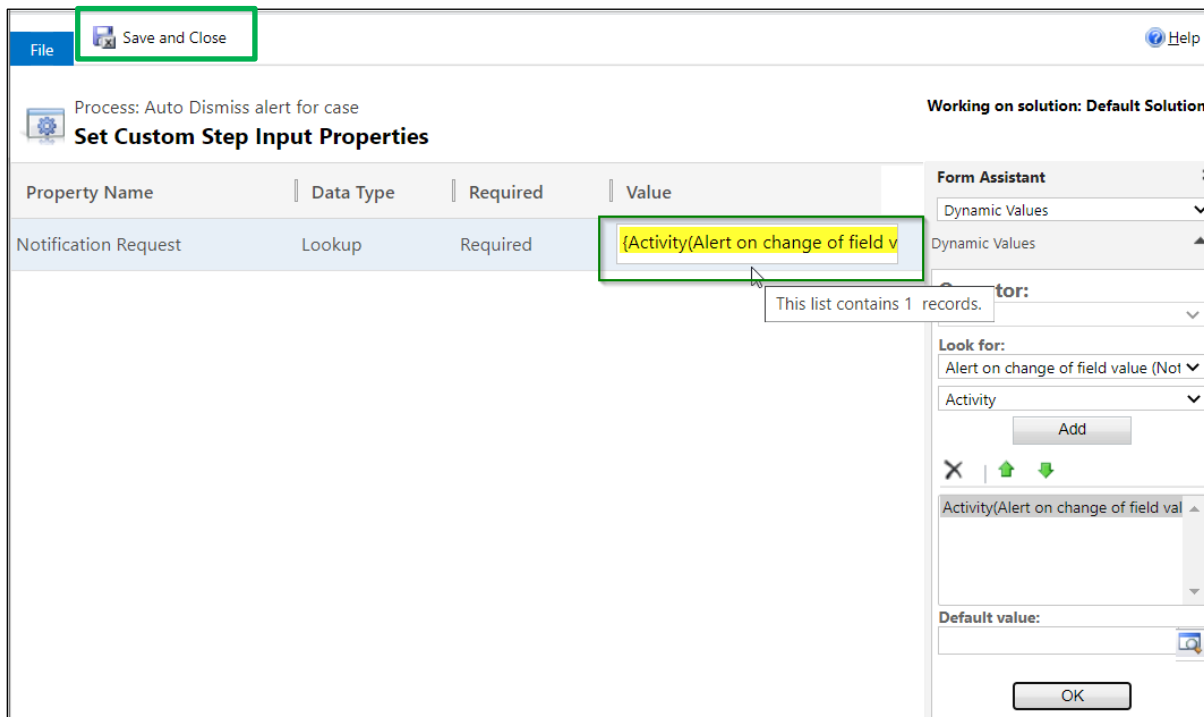 Save and Close
File
Help
Process: Auto Dismiss alert for case
Set Custom Step Input Properties
Working on solution: Default Solution
Property Name
Data Type
Required
Value
Notification Request
Lookup
Required
{Activity(Alert on change of field v
This list contains 1 records.
Form Assistant
Dynamic Values
Dynamic Values
tor:
Look for:
Alert on change of field value (Not
Activity
Add
Activity(Alert on change of field val
Default value:
OK